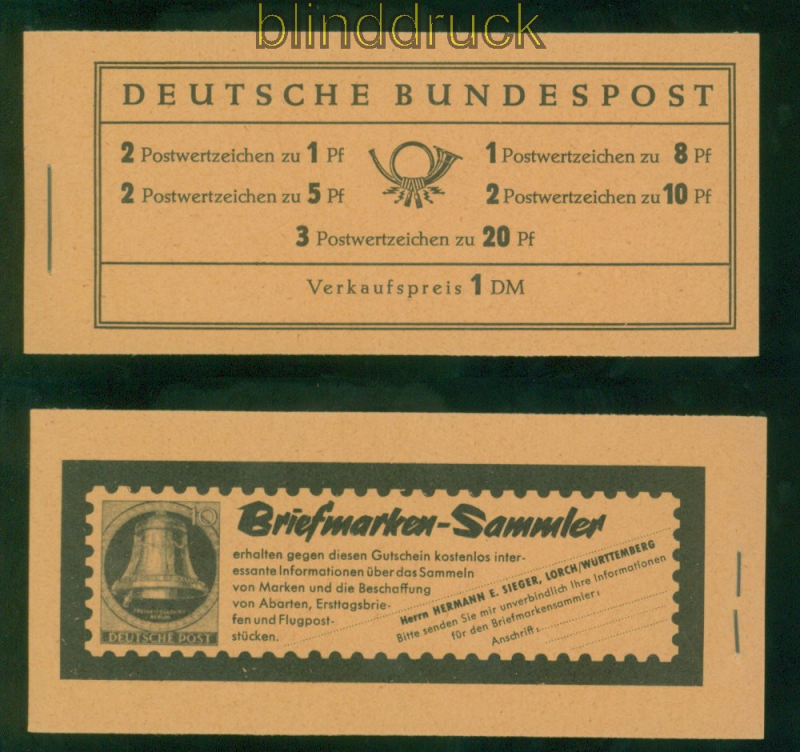 blinddruck
DEUTSCHE BUNDESPOST
2 Postwertzeichen zu 1 Pf
1 Postwertzeichen zu 8 Pf
2 Postwertzeichen zu 5 Pf
2 Postwertzeichen zu 10 Pf
3 Postwertzeichen zu 20 Pf
Verkaufspreis 1 DM
10
DEUTSCHE POST
Briefmarken-Sammler
erhalten gegen diesen Gutschein kostenlos inter-
essante Informationen über das Sammeln
von Marken und die Beschaffung
von Abarten, Ersttagsbrie-
fen und Flugpost-
stücken.
Herrn HERMANN E. SIEGER, LORCH/WURTTEMBERG
Bitte senden Sie mir unverbindlich Ihre Informationen
für den Briefmarkensammler:
Anschrift: